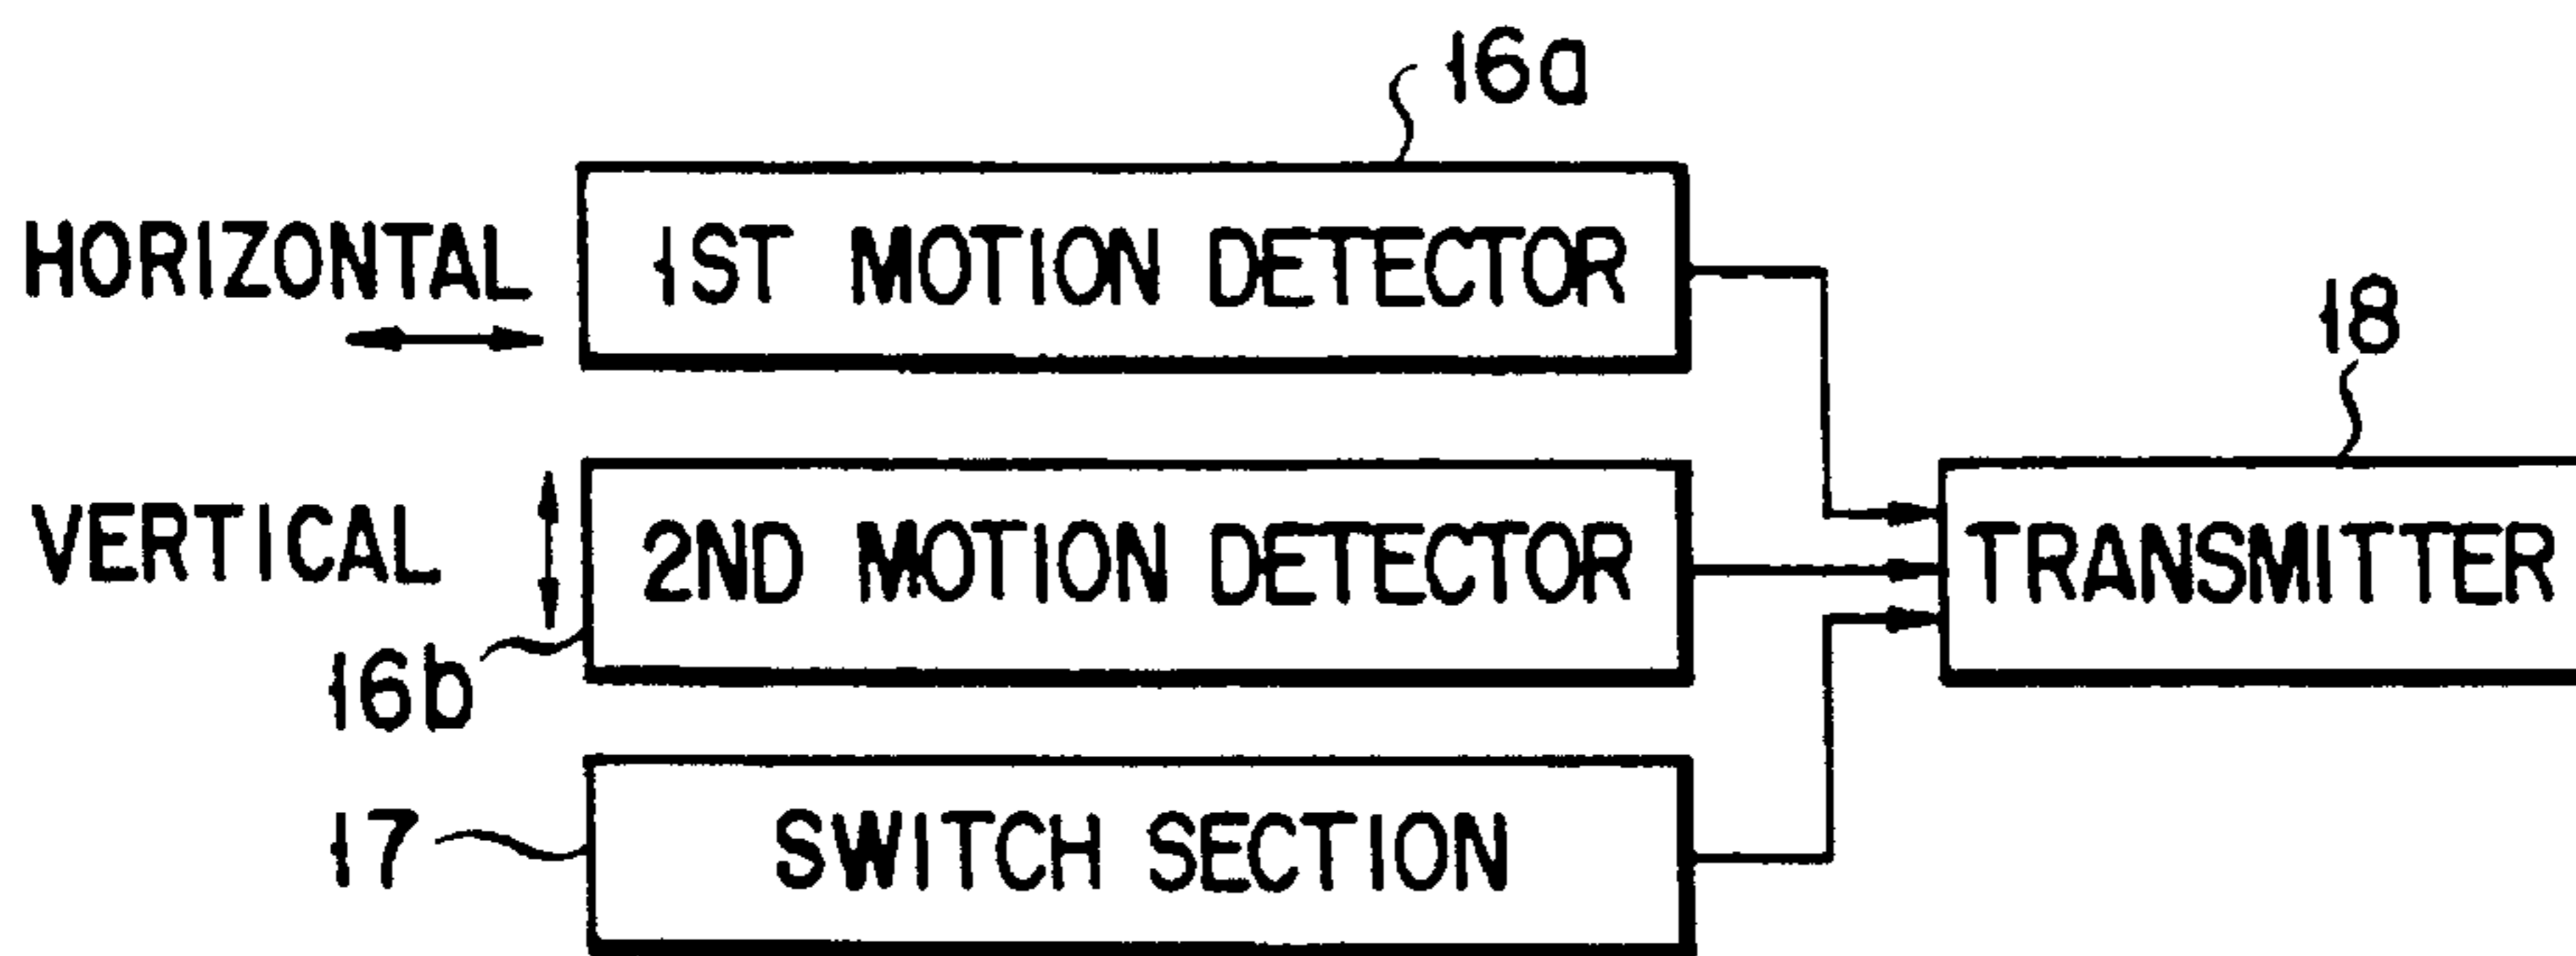 16a
HORIZONTAL
1ST MOTION DETECTOR
18
VERTICAL
2ND MOTION DETECTOR
TRANSMITTER
16b
17
SWITCH SECTION